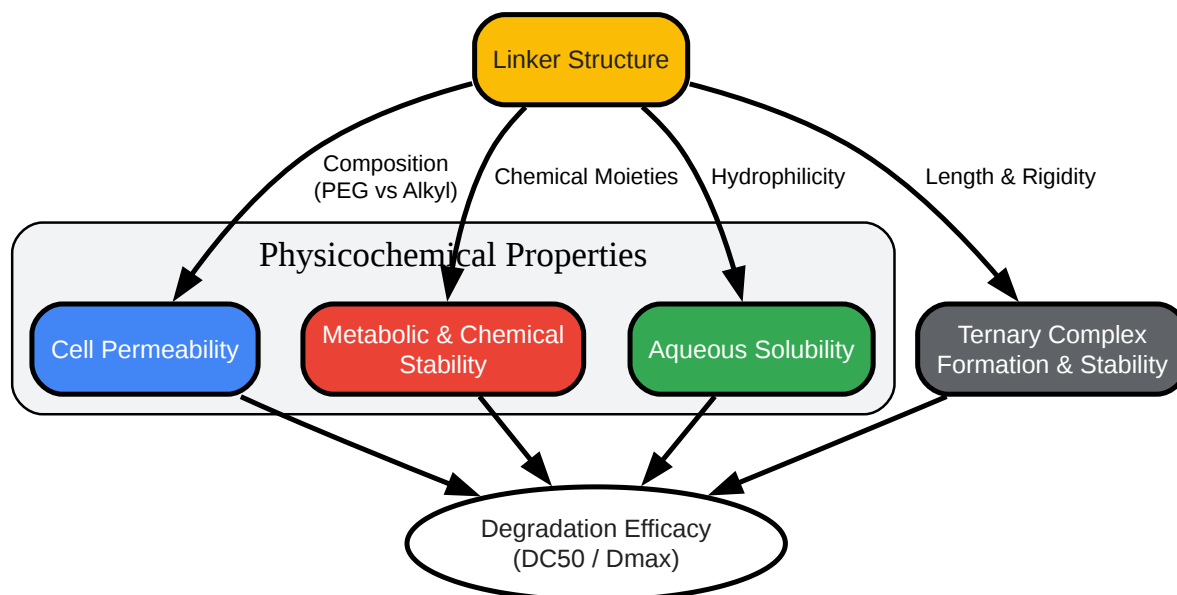 Linker Structure
Composition
(PEG vs Alkyl)
Chemical Moieties
Hydrophilicity
Length & Rigidity
Physicochemical Properties
Cell Permeability
Metabolic & Chemical
Stability
Aqueous Solubility
Ternary Complex
Formation & Stability
Degradation Efficacy
(DC50 / Dmax)